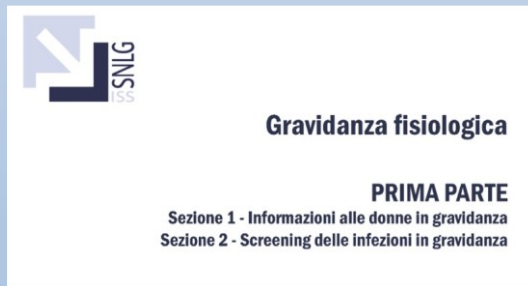 SNLG
ISS
Gravidanza fisiologica
PRIMA PARTE
Sezione 1 - Informazioni alle donne in gravidanza
Sezione 2 - Screening delle infezioni in gravidanza